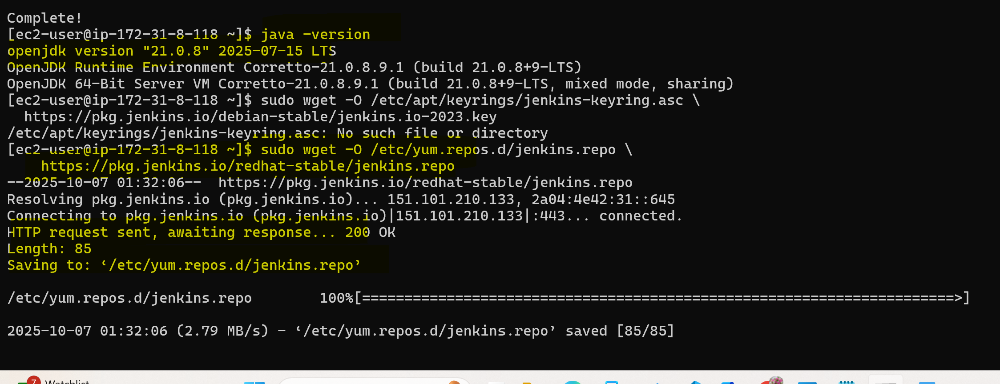 Complete!
[ec2-user@ip-172-31-8-118 ~]$ java -version
openjdk version "21.0.8" 2025-07-15 LTS
OpenJDK Runtime Environment Corretto-21.0.8.9.1 (build 21.0.8+9-LTS)
OpenJDK 64-Bit Server VM Corretto-21.0.8.9.1 (build 21.0.8+9-LTS, mixed mode, sharing)
[ec2-user@ip-172-31-8-118 ~]$ sudo wget -O /etc/apt/keyrings/jenkins-keyring.asc \
  https://pkg.jenkins.io/debian-stable/jenkins.io-2023.key
/etc/apt/keyrings/jenkins-keyring.asc: No such file or directory
[ec2-user@ip-172-31-8-118 ~]$ sudo wget -O /etc/yum.repos.d/jenkins.repo \
    https://pkg.jenkins.io/redhat-stable/jenkins.repo
--2025-10-07 01:32:06--  https://pkg.jenkins.io/redhat-stable/jenkins.repo
Resolving pkg.jenkins.io (pkg.jenkins.io)... 151.101.210.133, 2a04:4e42:31::645
Connecting to pkg.jenkins.io (pkg.jenkins.io)|151.101.210.133|:443... connected.
HTTP request sent, awaiting response... 200 OK
Length: 85
Saving to: ‘/etc/yum.repos.d/jenkins.repo’
/etc/yum.repos.d/jenkins.repo        100%[======================================================================>]
2025-10-07 01:32:06 (2.79 MB/s) - ‘/etc/yum.repos.d/jenkins.repo’ saved [85/85]
7 Watchlist